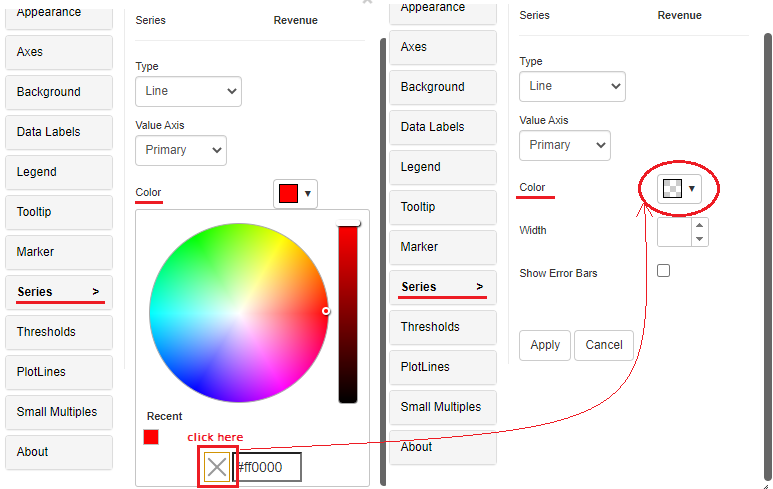 Appearance
Axes
Background
Data Labels
Legend
Tooltip
Marker
Series >
Thresholds
PlotLines
Small Multiples
About
Series Revenue
Type
Line
Value Axis
Primary
Color
Recent
click here
#ff0000
Appearance
Axes
Background
Data Labels
Legend
Tooltip
Marker
Series >
Thresholds
PlotLines
Small Multiples
About
Series Revenue
Type
Line
Value Axis
Primary
Color
Width
Show Error Bars
Apply Cancel